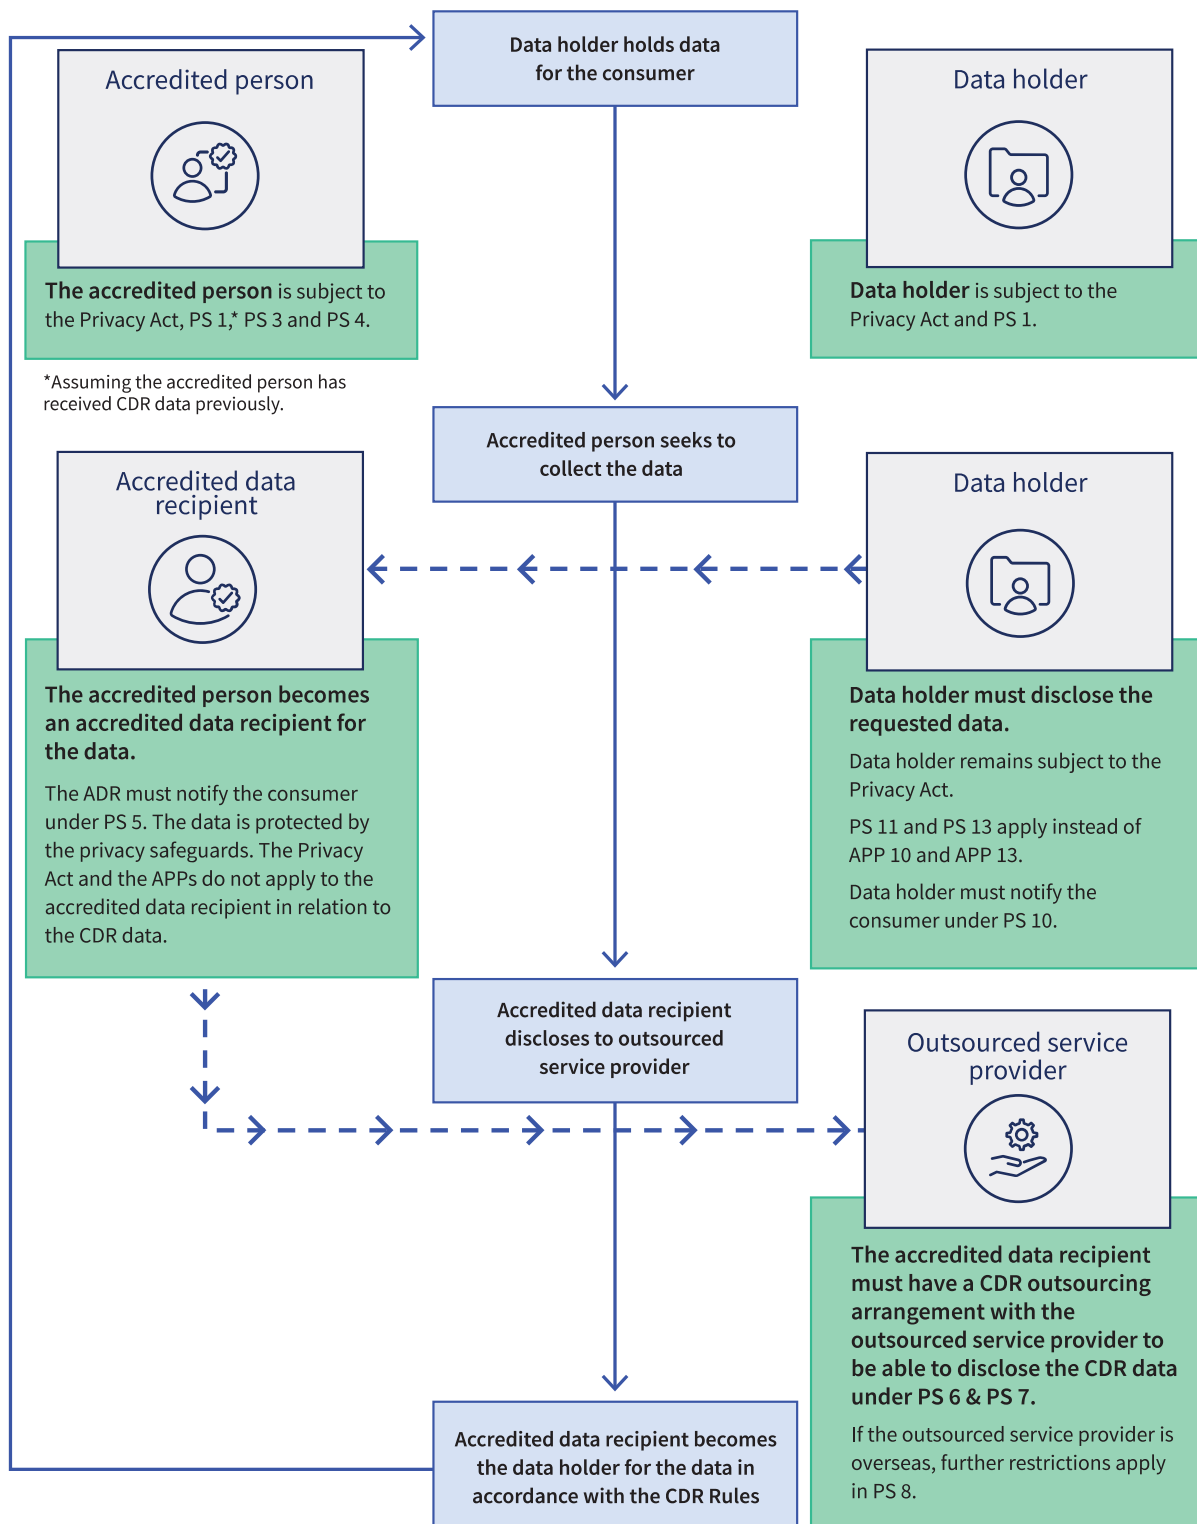 Data holder holds data
for the consumer
Accredited person
The accredited person is subject to
the Privacy Act, PS 1,* PS 3 and PS 4.
*Assuming the accredited person has
received CDR data previously.
Data holder
Data holder is subject to the
Privacy Act and PS 1.
Accredited person seeks to
collect the data
Accredited data
recipient
The accredited person becomes
an accredited data recipient for
the data.
The ADR must notify the consumer
under PS 5. The data is protected by
the privacy safeguards. The Privacy
Act and the APPs do not apply to the
accredited data recipient in relation to
the CDR data.
Data holder
Data holder must disclose the
requested data.
Data holder remains subject to the
Privacy Act.
PS 11 and PS 13 apply instead of
APP 10 and APP 13.
Data holder must notify the
consumer under PS 10.
Accredited data recipient
discloses to outsourced
service provider
Outsourced service
provider
The accredited data recipient
must have a CDR outsourcing
arrangement with the
outsourced service provider to
be able to disclose the CDR data
under PS 6 & PS 7.
If the outsourced service provider is
overseas, further restrictions apply
in PS 8.
Accredited data recipient becomes
the data holder for the data in
accordance with the CDR Rules